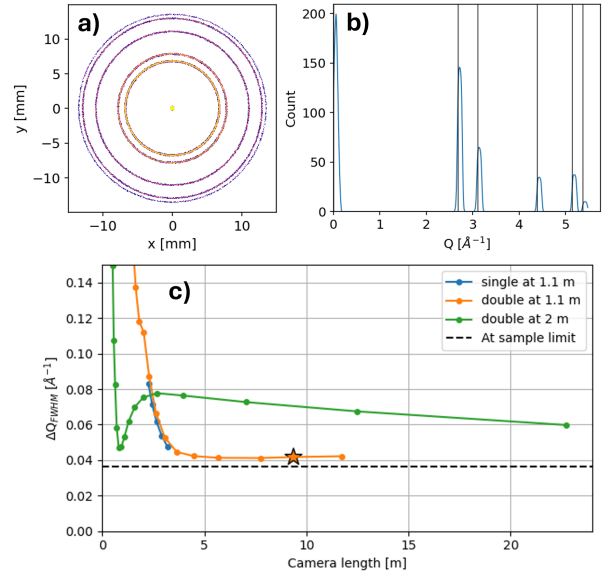 a)
15
10
5
0
−5
−10
y [mm]
−10
0
10
x [mm]
b)
200
150
100
50
0
Count
0
1
2
3
4
5
Q [Å⁻¹]
c)
0.14
0.12
0.10
0.08
0.06
0.04
0.02
0.00
ΔQFWHM [Å⁻¹]
single at 1.1 m
double at 1.1 m
double at 2 m
At sample limit
0
5
10
15
20
Camera length [m]